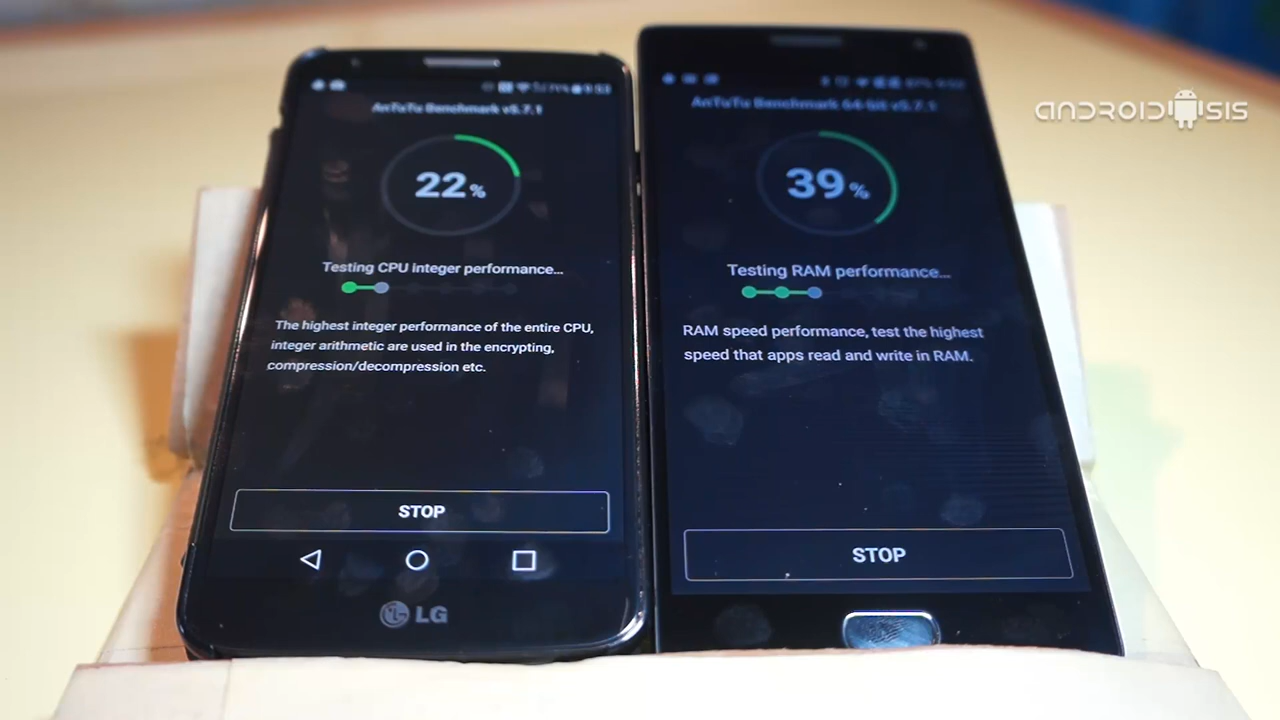 AnTuTu Benchmark v5.7.1
22%
Testing CPU integer performance...
The highest integer performance of the entire CPU,
integer arithmetic are used in the encrypting,
compression/decompression etc.
STOP
LG
AnTuTu Benchmark 64-bit v5.7.1
39%
Testing RAM performance...
RAM speed performance, test the highest
speed that apps read and write in RAM.
STOP
ANDROIDSIS